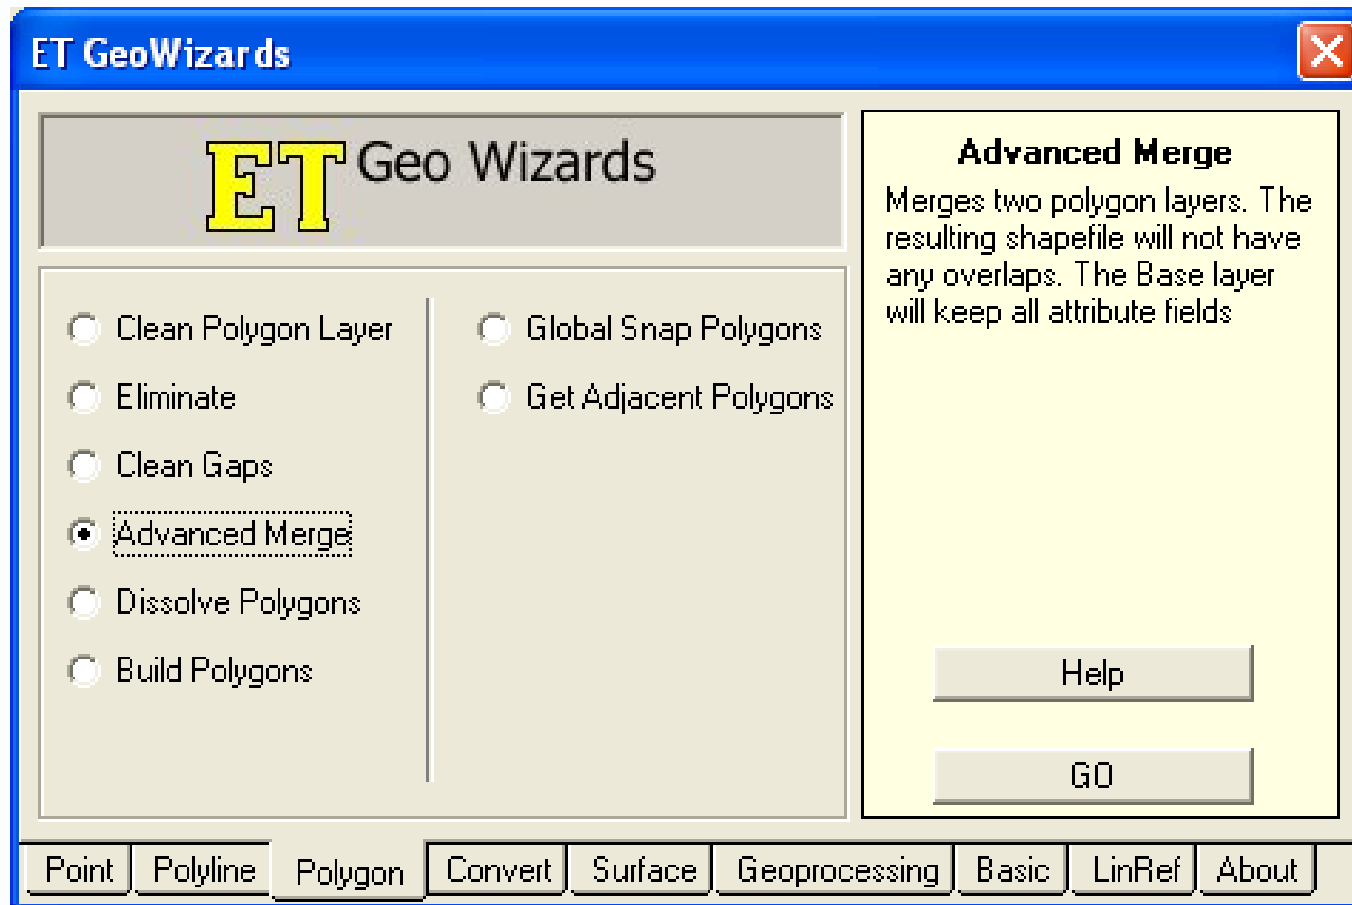 ET GeoWizards
ET Geo Wizards
Clean Polygon Layer
Eliminate
Clean Gaps
Advanced Merge
Dissolve Polygons
Build Polygons
Global Snap Polygons
Get Adjacent Polygons
Advanced Merge
Merges two polygon layers. The
resulting shapefile will not have
any overlaps. The Base layer
will keep all attribute fields
Help
GO
Point
Polyline
Polygon
Convert
Surface
Geoprocessing
Basic
LinRef
About